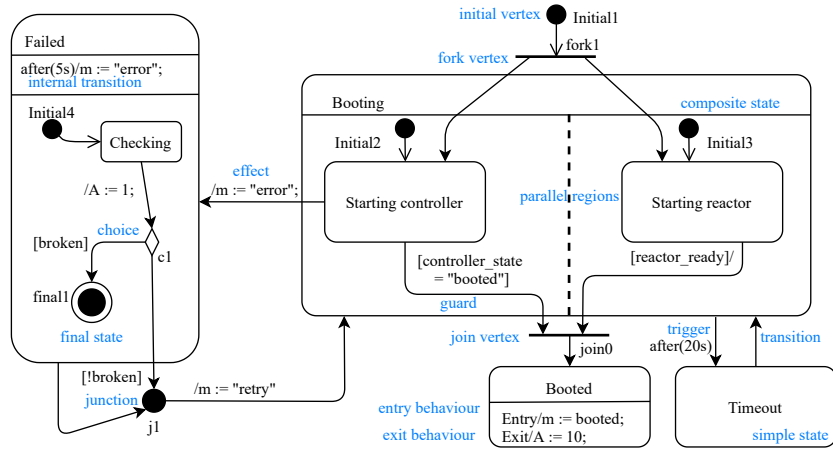 initial vertex
Initial1
fork1
fork vertex
Failed
after(5s)/m := "error";
internal transition
Initial4
Checking
/A := 1;
choice
[broken]
c1
final1
final state
[!broken]
junction
j1
effect
/m := "error";
Booting
composite state
Initial2
Initial3
Starting controller
parallel regions
Starting reactor
[controller_state
= "booted"]
[reactor_ready]/
guard
join vertex
join0
trigger
after(20s)
transition
/m := "retry"
Booted
entry behaviour
Entry/m := booted;
exit behaviour
Exit/A := 10;
Timeout
simple state